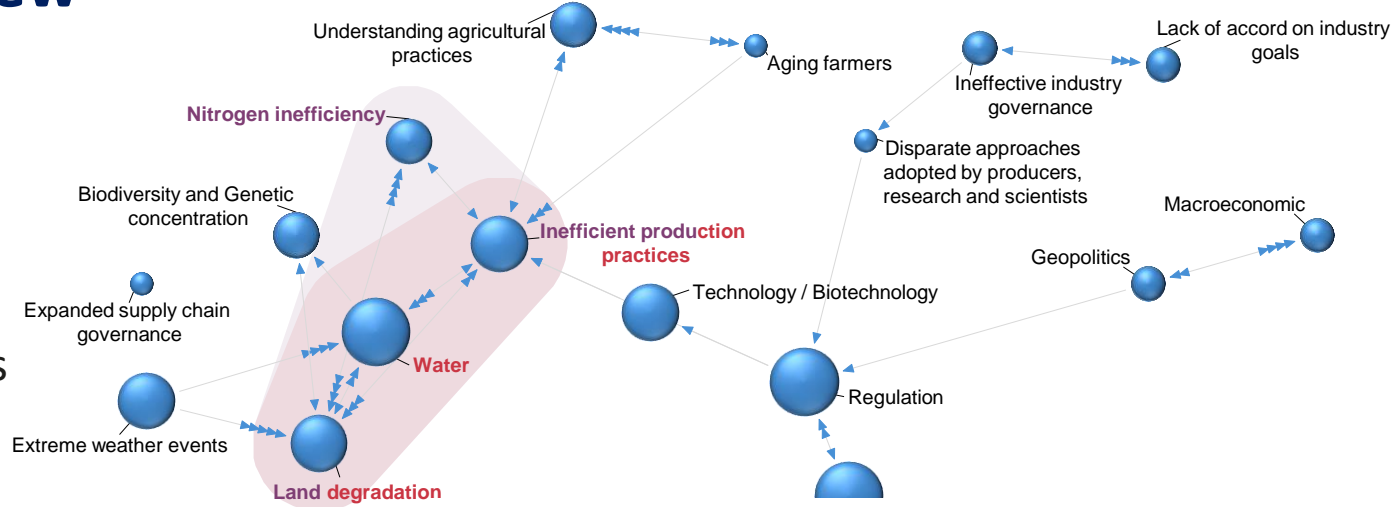 Understanding agricultural
practices
Aging farmers
Lack of accord on industry
goals
Ineffective industry
governance
Nitrogen inefficiency
Disparate approaches
adopted by producers,
research and scientists
Biodiversity and Genetic
concentration
Macroeconomic
Inefficient production
practices
Geopolitics
Expanded supply chain
governance
Technology / Biotechnology
Water
Regulation
Extreme weather events
Land degradation